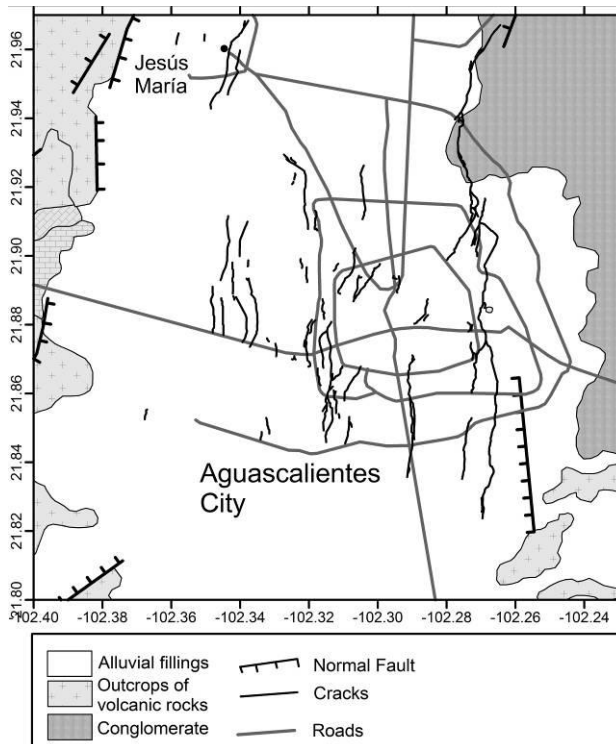 21.96
21.94
21.92
21.90
21.88
21.86
21.84
21.82
21.80
Jesús
María
Aguascalientes
City
-102.40
-102.38
-102.36
-102.34
-102.32
-102.30
-102.28
-102.26
-102.24
Alluvial fillings
Outcrops of
volcanic rocks
Conglomerate
Normal Fault
Cracks
Roads